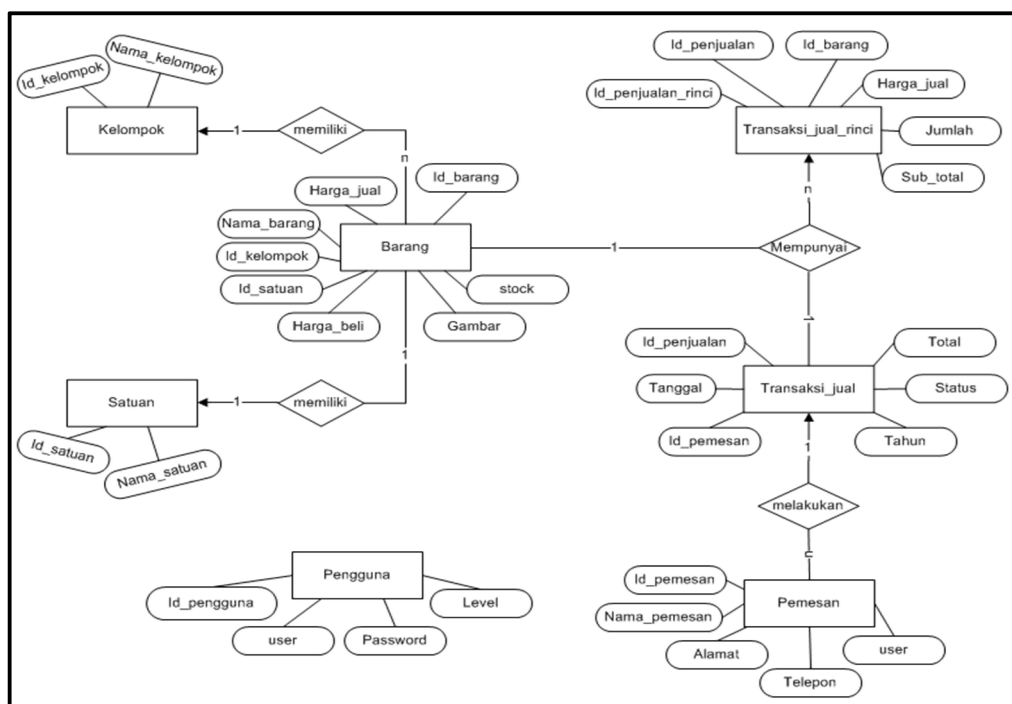 Nama_kelompok
Id_kelompok
Kelompok
1
memiliki
n
Harga_jual
Id_barang
Nama_barang
Id_kelompok
Id_satuan
Harga_beli
Barang
stock
Gambar
1
Satuan
1
memiliki
Id_satuan
Nama_satuan
Id_penjualan
Id_barang
Id_penjualan_rinci
Harga_jual
Transaksi_jual_rinci
Jumlah
Sub_total
n
1
Mempunyai
1
Id_penjualan
Total
Tanggal
Transaksi_jual
Status
Id_pemesan
Tahun
1
melakukan
n
Id_pemesan
Nama_pemesan
Pemesan
Alamat
user
Telepon
Pengguna
Id_pengguna
Level
user
Password